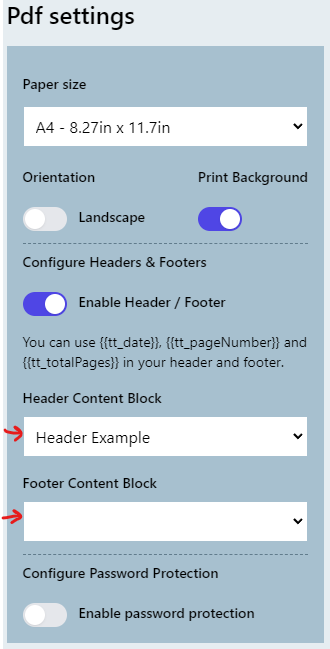 Pdf settings
Paper size
A4 - 8.27in x 11.7in
Orientation
Print Background
Landscape
Configure Headers & Footers
Enable Header / Footer
You can use {{tt_date}}, {{tt_pageNumber}} and
{{tt_totalPages}} in your header and footer.
Header Content Block
Header Example
Footer Content Block
Configure Password Protection
Enable password protection